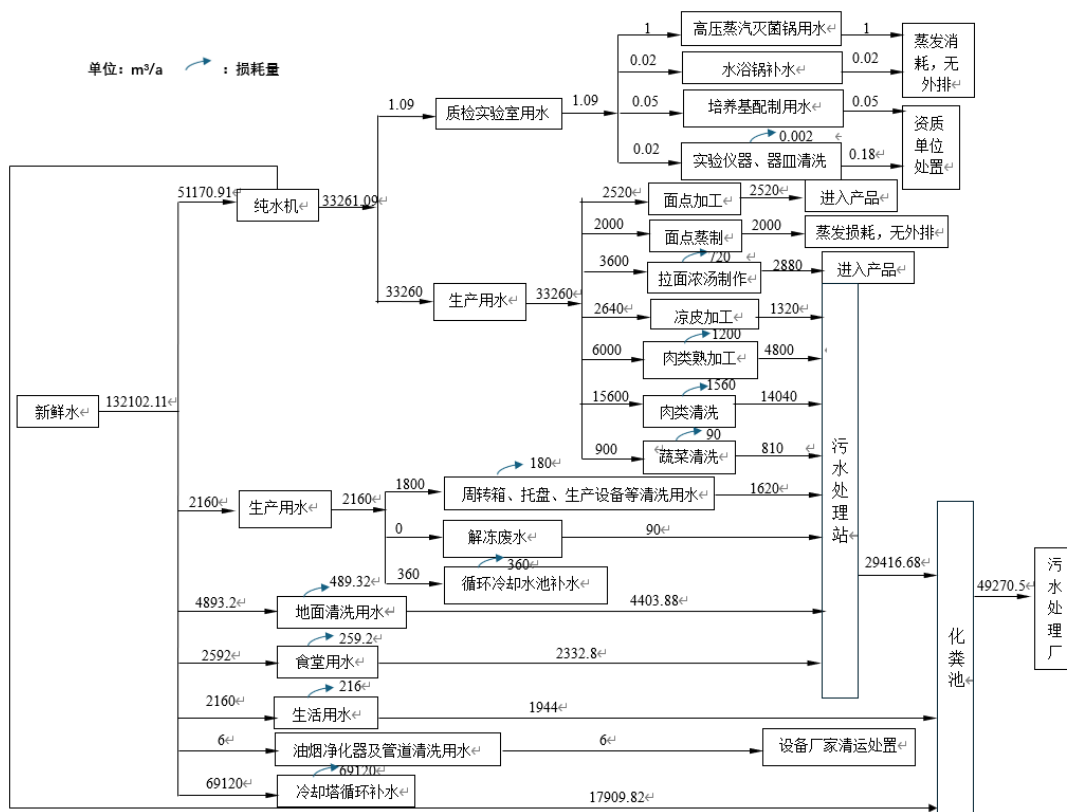 单位：m³/a ：损耗量
新鲜水
132102.11
51170.91
纯水机
33261.09
1.09
质检实验室用水
1.09
1
高压蒸汽灭菌锅用水
1
0.02
水浴锅补水
0.02
蒸发消
耗，无
外排
0.05
培养基配制用水
0.05
0.002
0.02
实验仪器、器皿清洗
0.18
资质
单位
处置
33260
生产用水
33260
2520
面点加工
2520
进入产品
2000
面点蒸制
2000
蒸发损耗，无外排
720
3600
拉面浓汤制作
2880
进入产品
2640
凉皮加工
1320
1200
6000
肉类熟加工
4800
1560
15600
肉类清洗
14040
90
900
蔬菜清洗
810
2160
生产用水
2160
180
1800
周转箱、托盘、生产设备等清洗用水
1620
0
解冻废水
90
360
360
循环冷却水池补水
489.32
4893.2
地面清洗用水
4403.88
259.2
2592
食堂用水
2332.8
污
水
处
理
站
29416.68
216
2160
生活用水
1944
6
油烟净化器及管道清洗用水
6
设备厂家清运处置
69120
69120
冷却塔循环补水
17909.82
化
粪
池
49270.5
污
水
处
理
厂